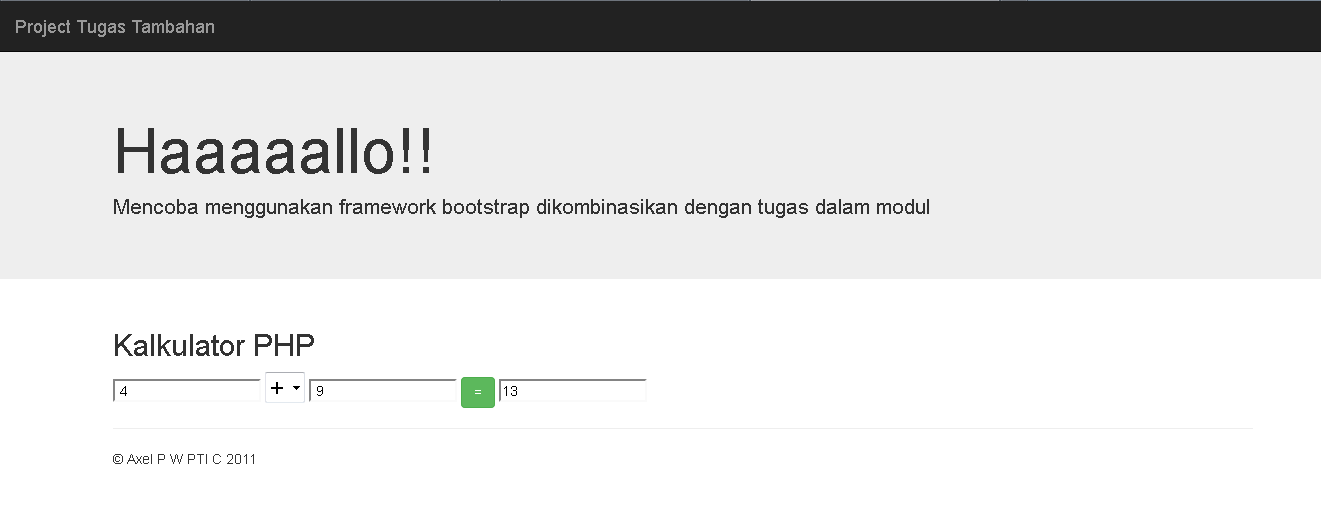 Project Tugas Tambahan
Haaaaallo!!
Mencoba menggunakan framework bootstrap dikombinasikan dengan tugas dalam modul
Kalkulator PHP
4 + 9 = 13
© Axel P W PTI C 2011